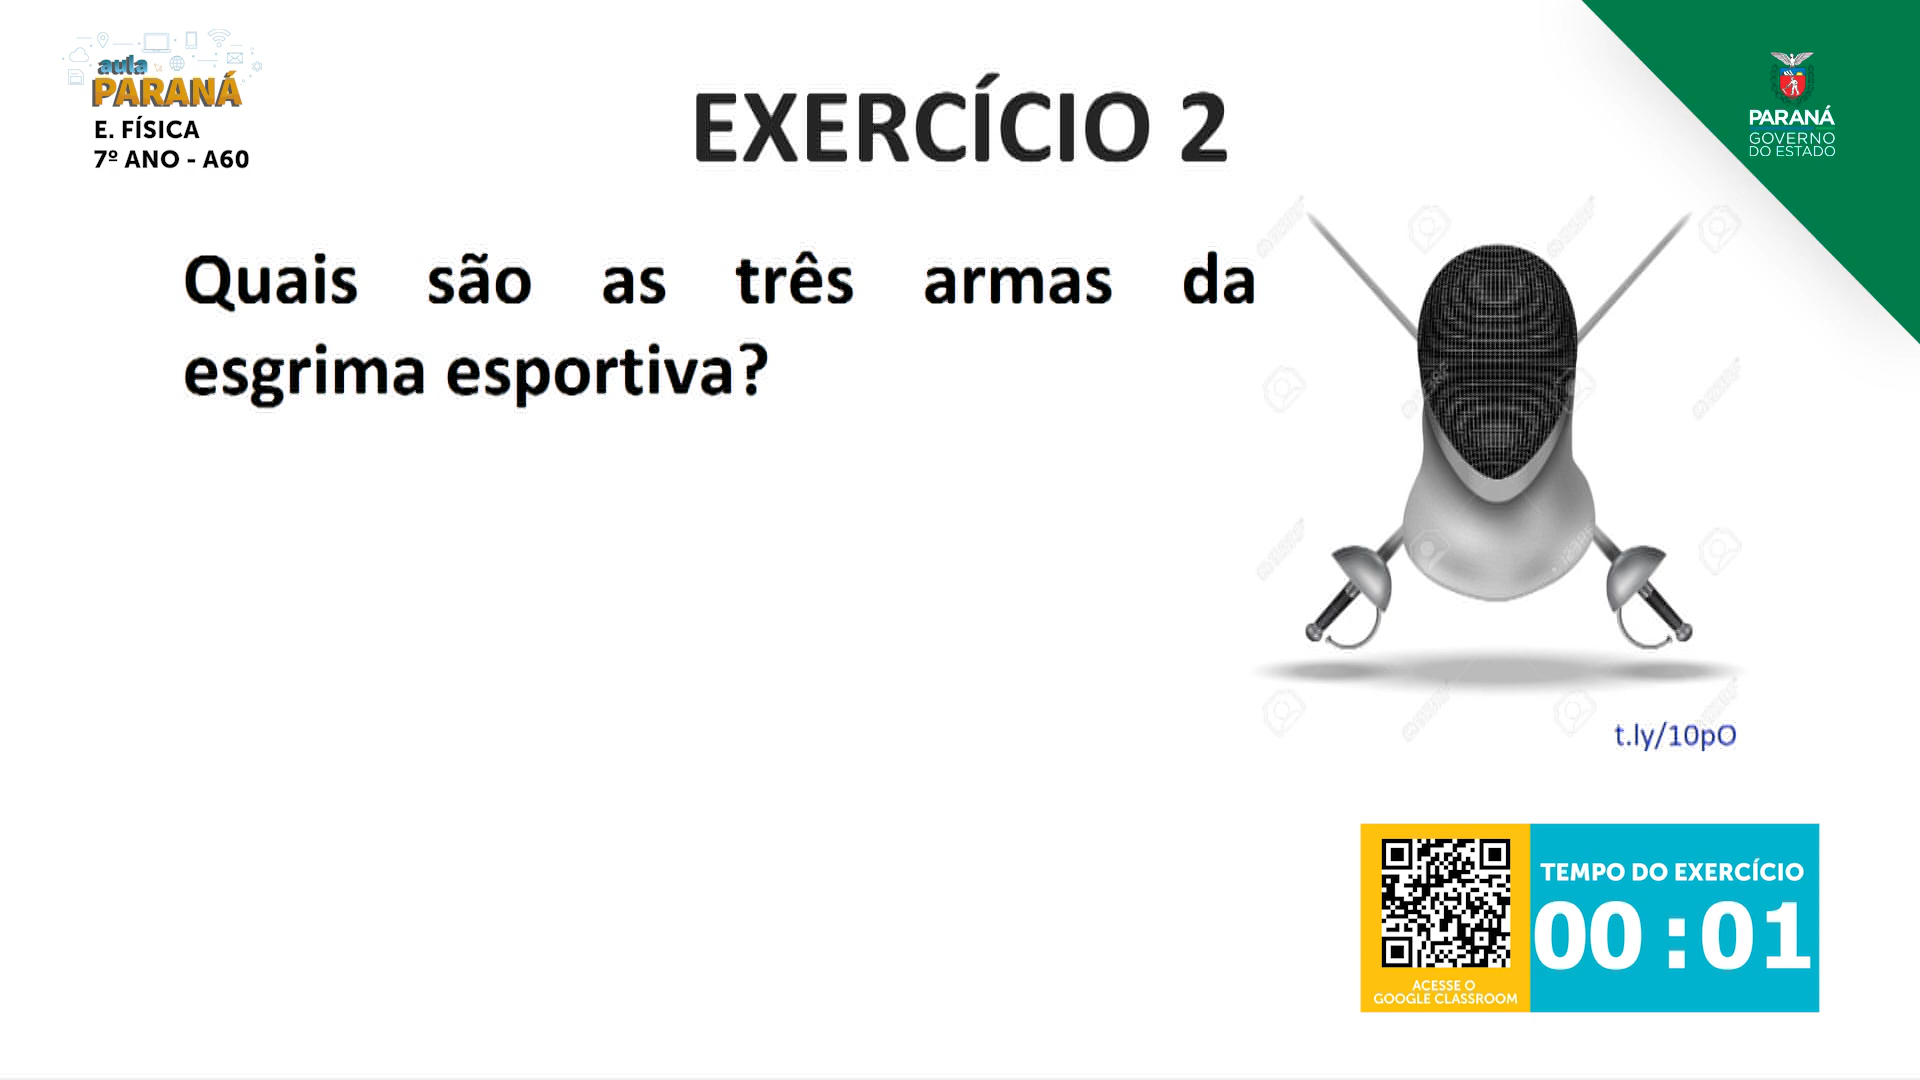 aula
PARANÁ
E. FÍSICA
7º ANO - A60
EXERCÍCIO 2
PARANÁ
GOVERNO
DO ESTADO
Quais são as três armas da
esgrima esportiva?
t.ly/10pO
TEMPO DO EXERCÍCIO
00:01
ACESSE O
GOOGLE CLASSROOM